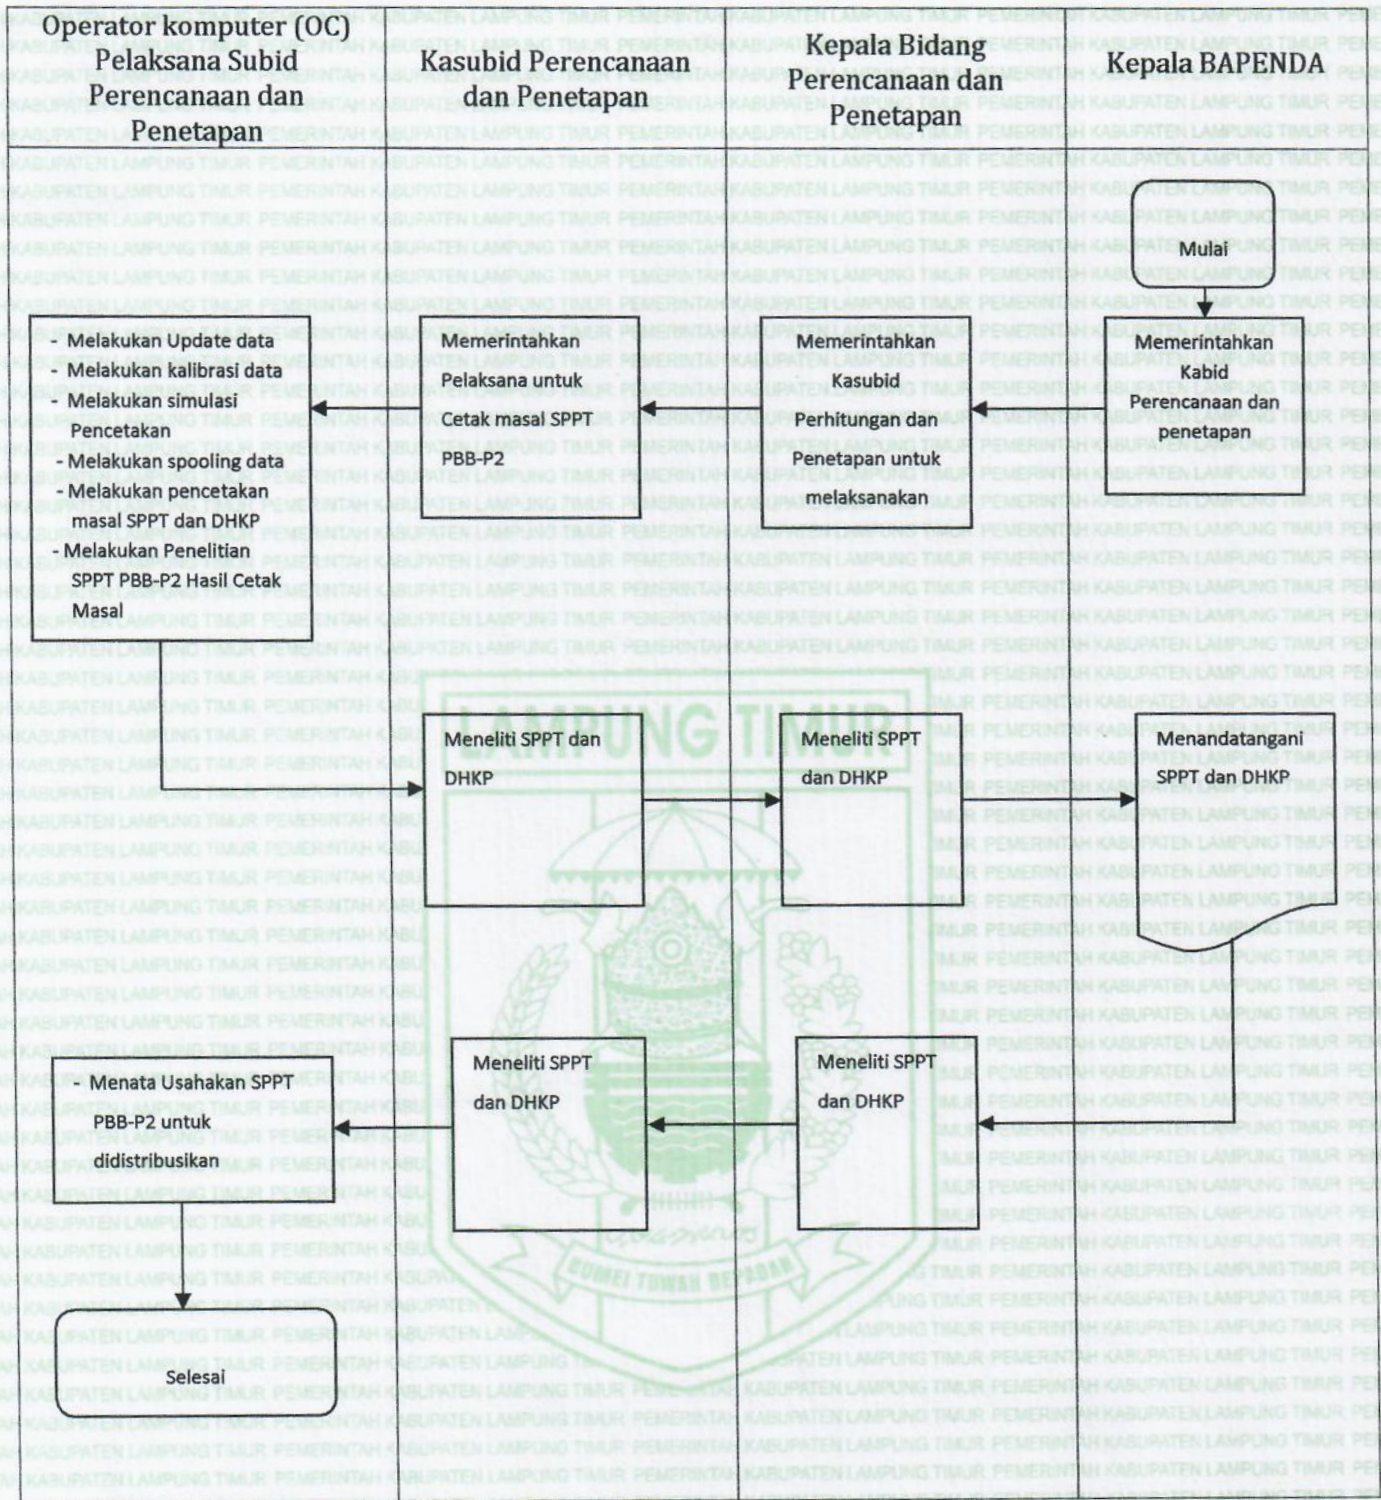 Operator komputer (OC)
Pelaksana Subid
Perencanaan dan
Penetapan
Kasubid Perencanaan
dan Penetapan
Kepala Bidang
Perencanaan dan
Penetapan
Kepala BAPENDA
Mulai
Memerintahkan
Kabid
Perencanaan dan
Penetapan
Memerintahkan
Kasubid
Perhitungan dan
Penetapan untuk
melaksanakan
Memerintahkan
Pelaksana untuk
Cetak masal SPPT
PBB-P2
- Melakukan Update data
- Melakukan kalibrasi data
- Melakukan simulasi
Pencetakan
- Melakukan spooling data
- Melakukan pencetakan
masal SPPT dan DHKP
- Melakukan Penelitian
SPPT PBB-P2 Hasil Cetak
Masal
LAMPUNG TIMUR
Meneliti SPPT dan
DHKP
Meneliti SPPT
dan DHKP
Menandatangani
SPPT dan DHKP
Meneliti SPPT
dan DHKP
Meneliti SPPT
dan DHKP
- Menata Usahakan SPPT
PBB-P2 untuk
didistribusikan
BUMEI TUWAH BEPADAN
Selesai